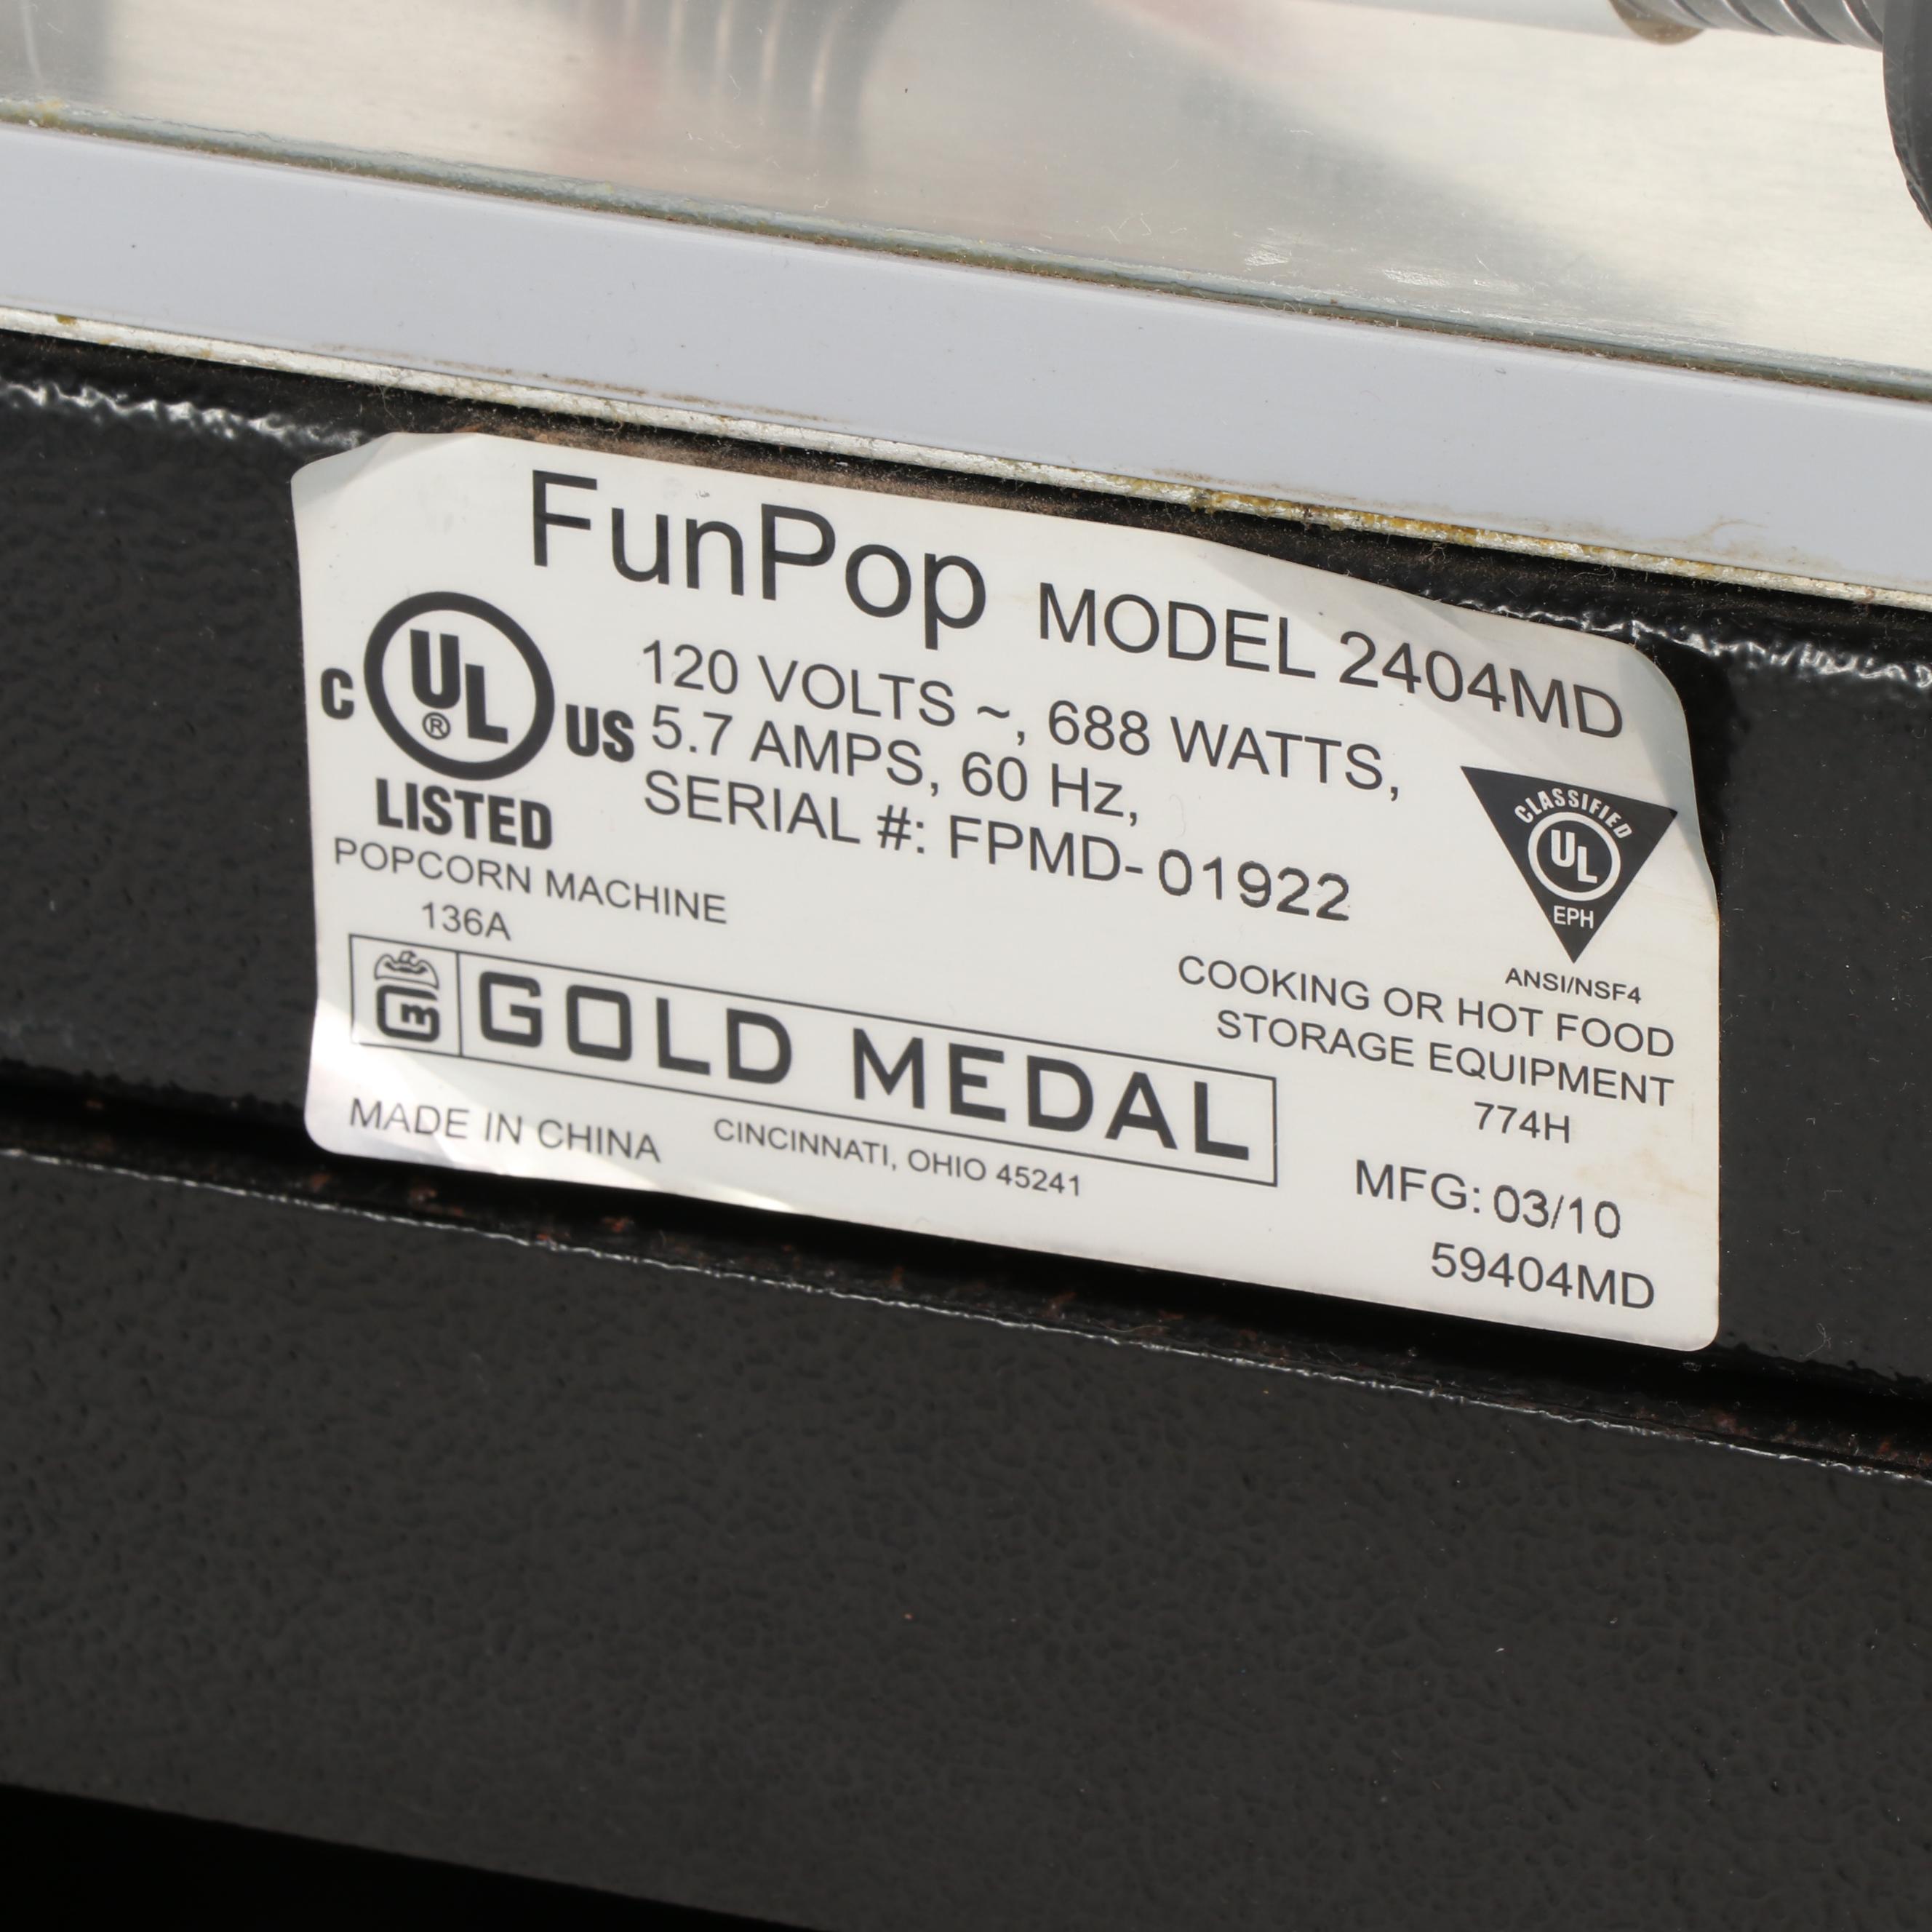 FunPop MODEL 2404MD
C UL ® US
LISTED
120 VOLTS ~, 688 WATTS,
5.7 AMPS, 60 Hz,
SERIAL #: FPMD- 01922
POPCORN MACHINE
136A
CLASSIFIED
UL
EPH
ANSI/NSF4
COOKING OR HOT FOOD
STORAGE EQUIPMENT
774H
Gm GOLD MEDAL
MADE IN CHINA
CINCINNATI, OHIO 45241
MFG: 03/10
59404MD